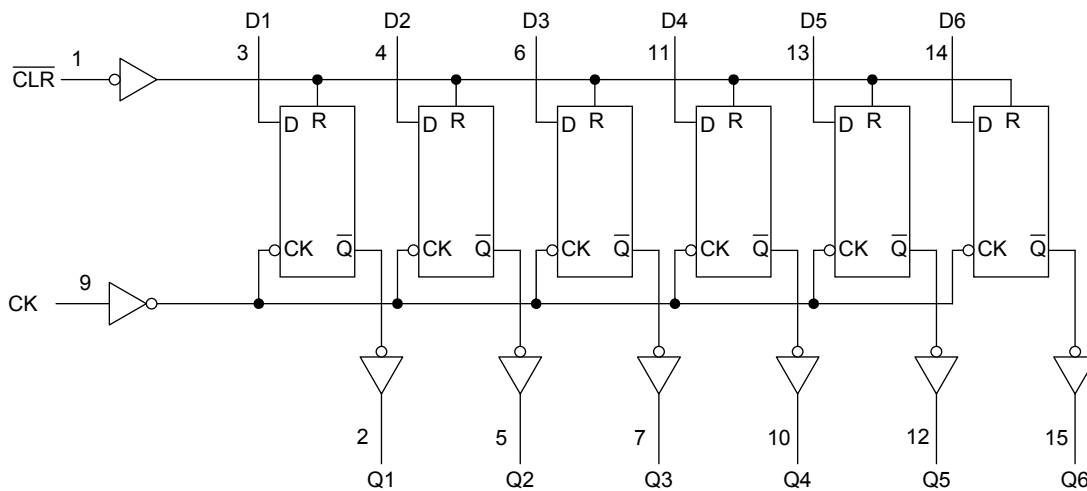 D1 D2 D3 D4 D5 D6
1 3 4 6 11 13 14
C̅L̅R̅
D R D R D R D R D R D R
CK Q̅ CK Q̅ CK Q̅ CK Q̅ CK Q̅ CK Q̅
9
CK
2 5 7 10 12 15
Q1 Q2 Q3 Q4 Q5 Q6